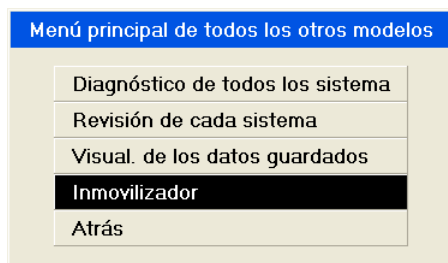 Menú principal de todos los otros modelos
Diagnóstico de todos los sistema
Revisión de cada sistema
Visual. de los datos guardados
Inmovilizador
Atrás